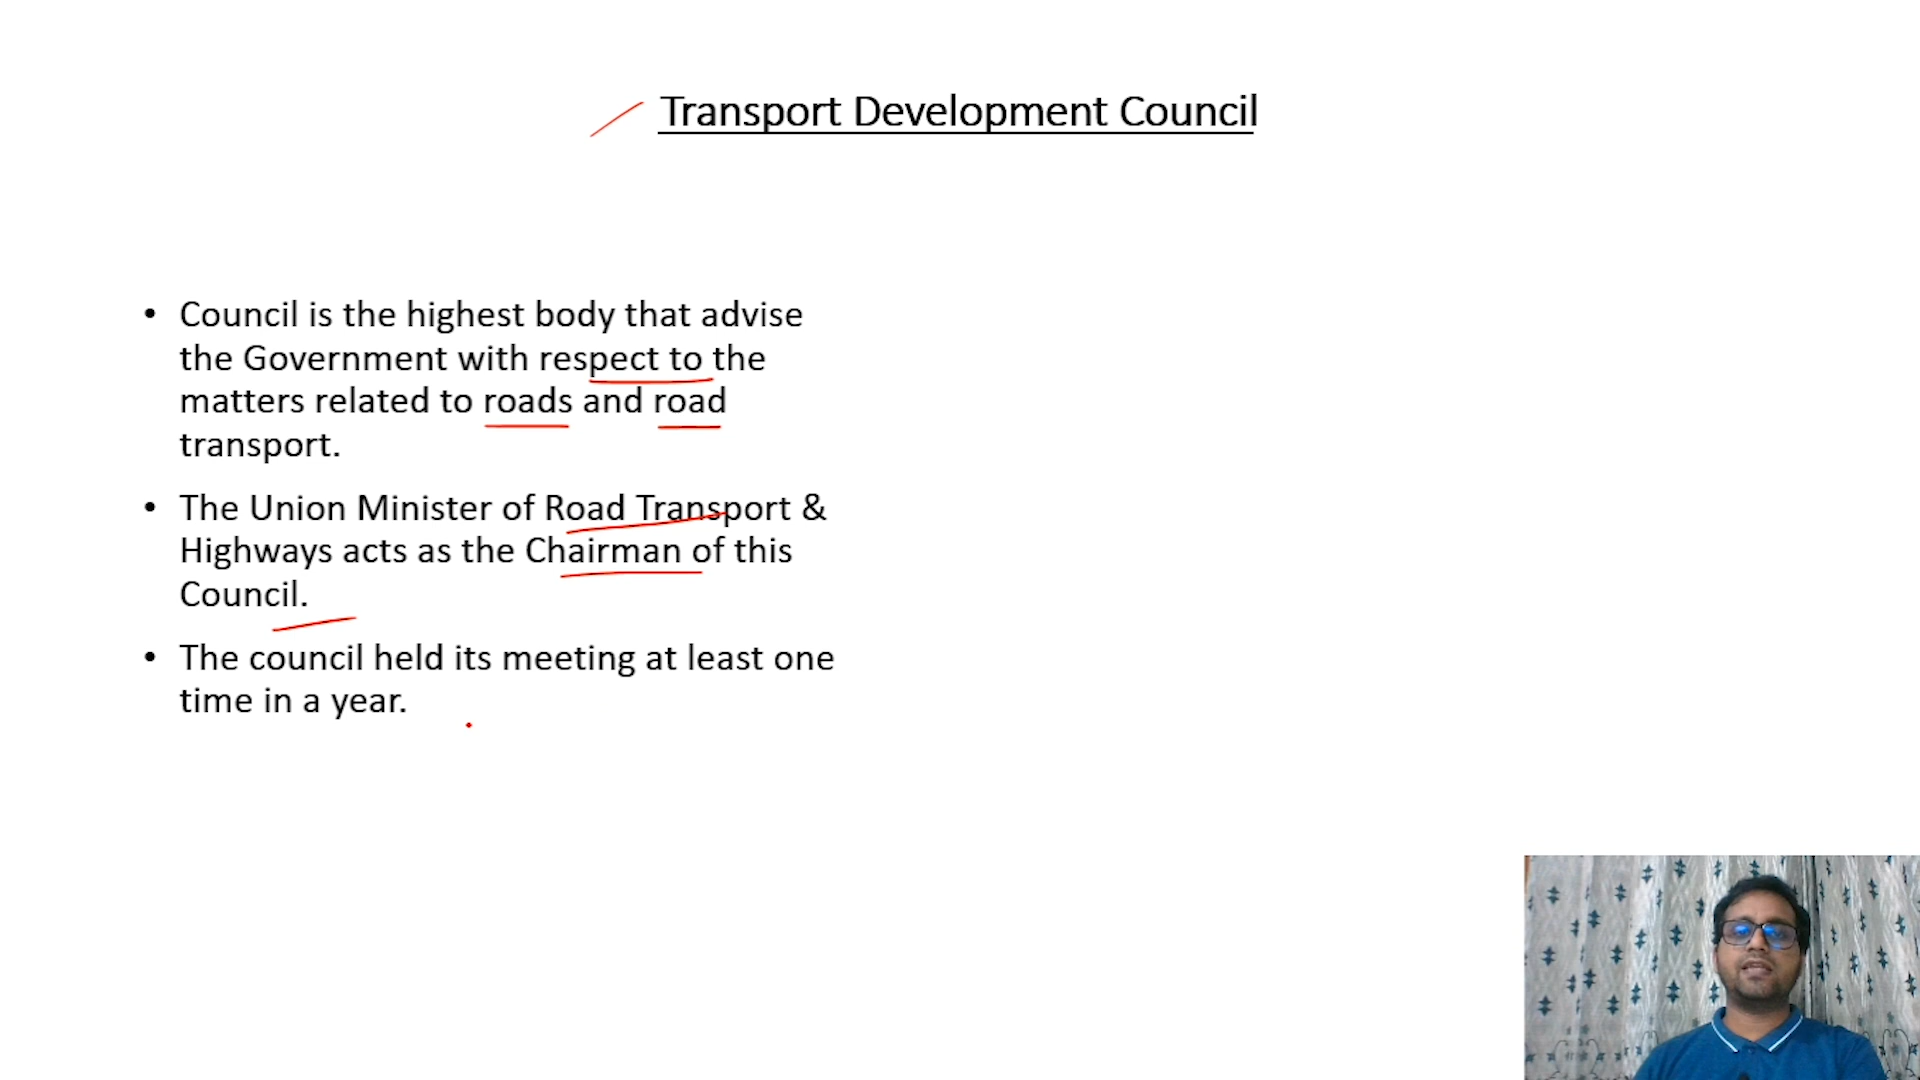 Transport Development Council
• Council is the highest body that advise
the Government with respect to the
matters related to roads and road
transport.
• The Union Minister of Road Transport &
Highways acts as the Chairman of this
Council.
• The council held its meeting at least one
time in a year.